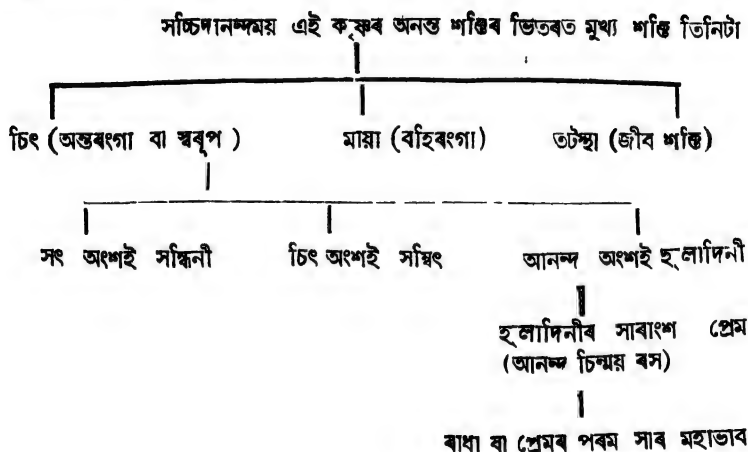 সচ্চিদানন্দময় এই কৃষ্ণৰ অনন্ত শক্তিৰ ভিতৰত মুখ্য শক্তি তিনিটা
চিৎ (অন্তৰংগা বা স্বৰূপ) মায়া (বহিৰংগা) তটস্থা (জীব শক্তি)
সৎ অংশই সন্ধিনী চিৎ অংশই সম্বিৎ আনন্দ অংশই হ্লাদিনী
হ্লাদিনীৰ সাৰাংশ প্ৰেম
(আনন্দ চিন্ময় ৰস)
ৰাধা বা প্ৰেমৰ পৰম সাৰ মহাভাব